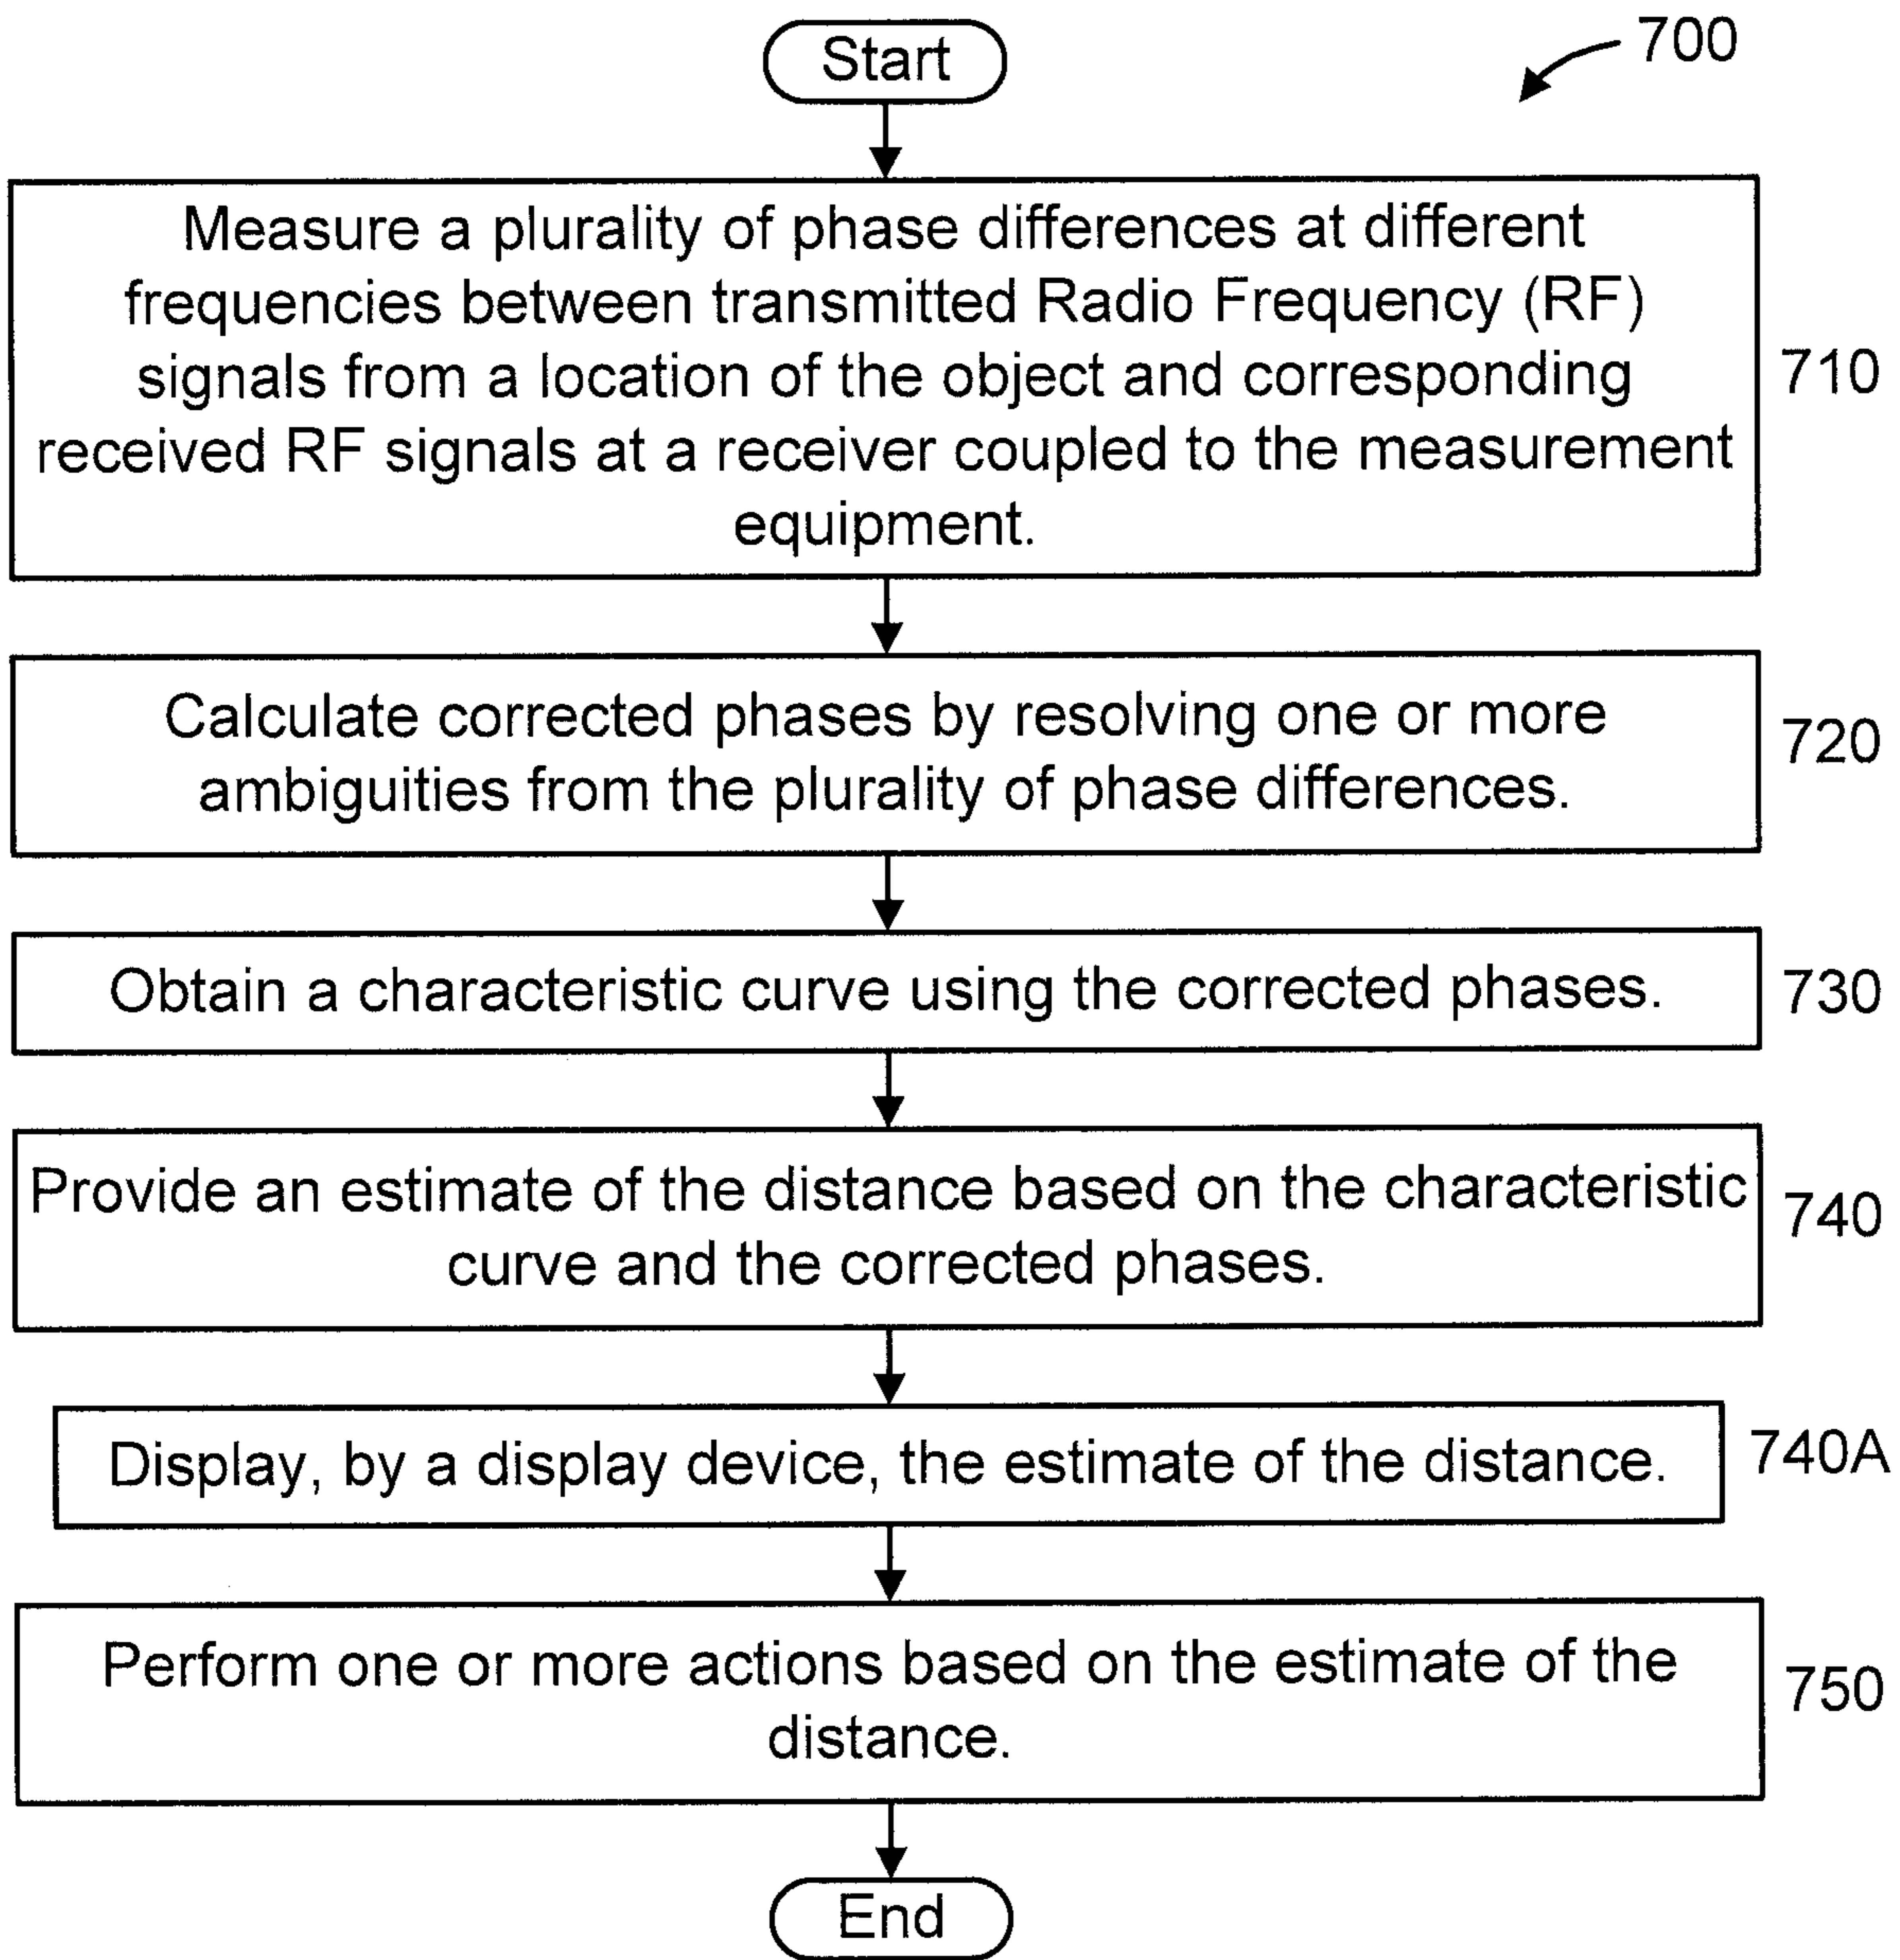 Start
700
Measure a plurality of phase differences at different
frequencies between transmitted Radio Frequency (RF)
signals from a location of the object and corresponding
received RF signals at a receiver coupled to the measurement
equipment.
710
Calculate corrected phases by resolving one or more
ambiguities from the plurality of phase differences.
720
Obtain a characteristic curve using the corrected phases.
730
Provide an estimate of the distance based on the characteristic
curve and the corrected phases.
740
Display, by a display device, the estimate of the distance.
740A
Perform one or more actions based on the estimate of the
distance.
750
End